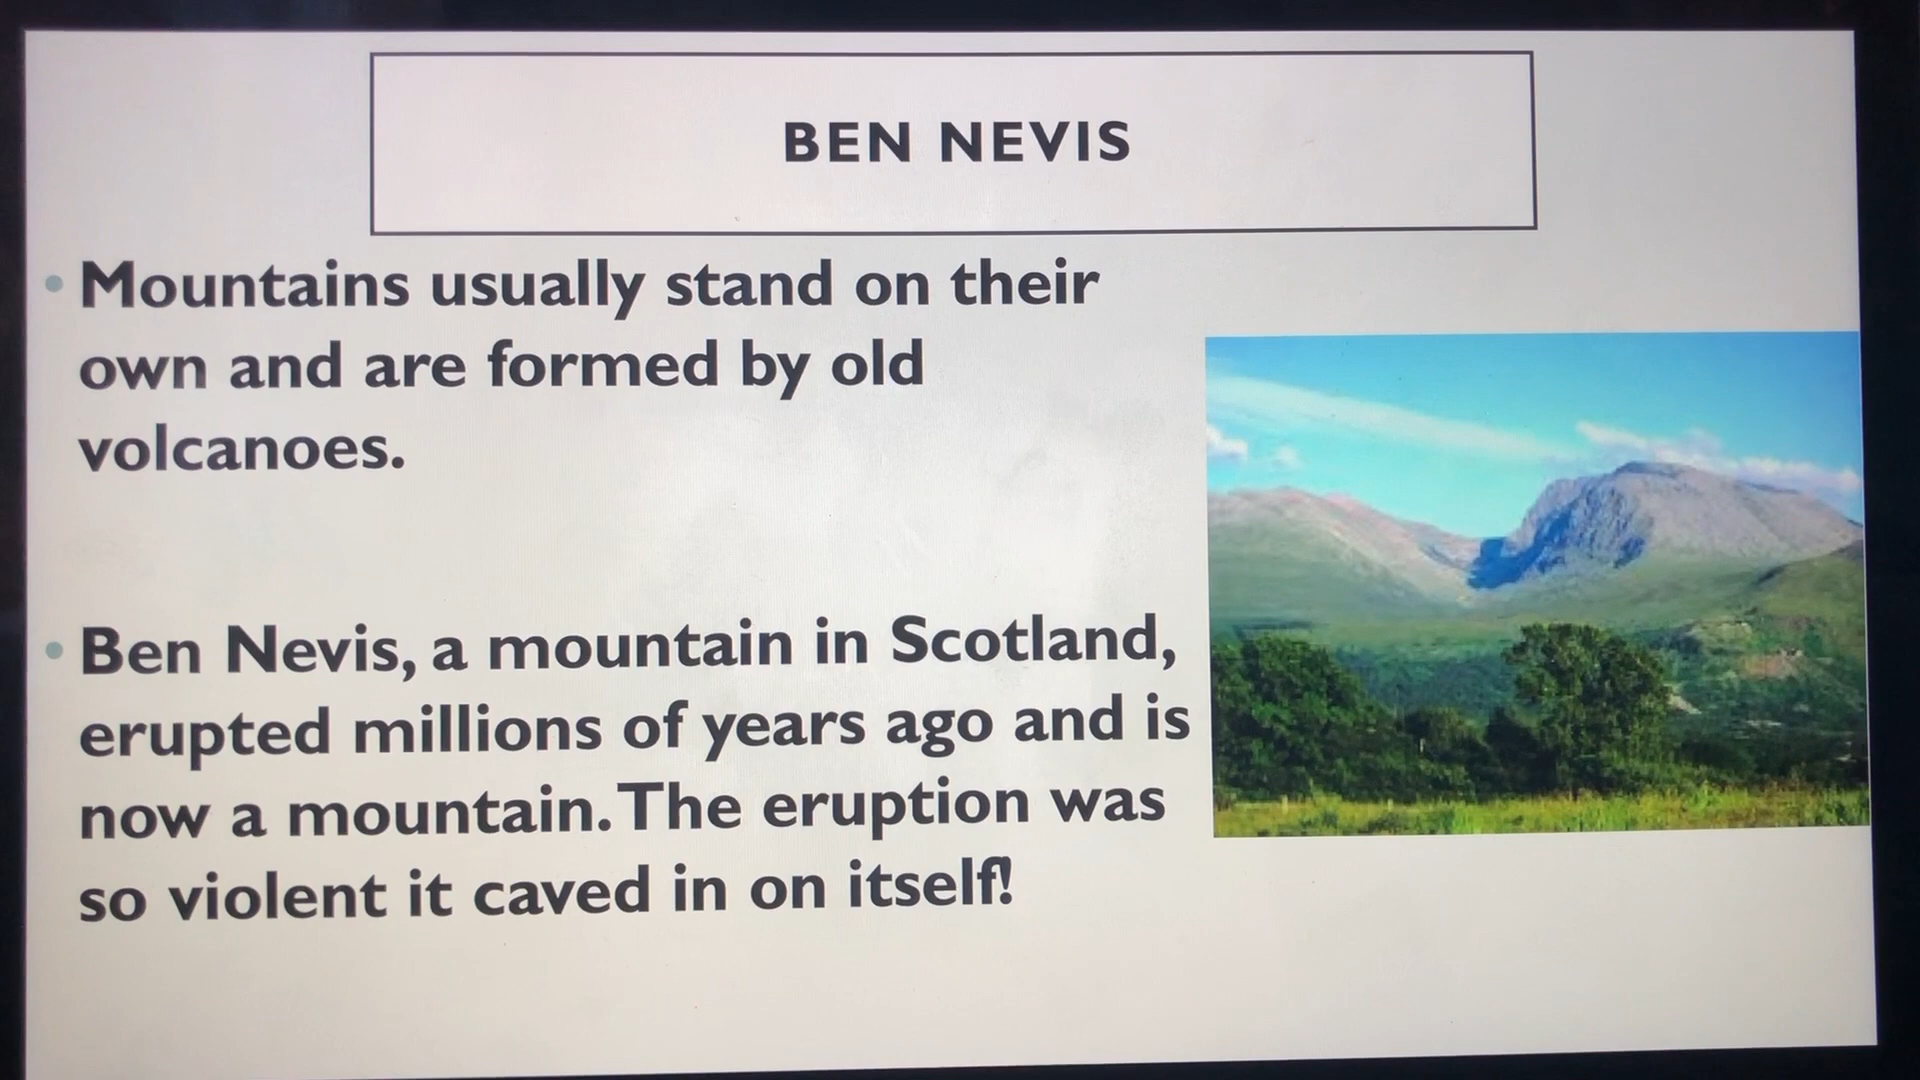 BEN NEVIS
• Mountains usually stand on their
own and are formed by old
volcanoes.
• Ben Nevis, a mountain in Scotland,
erupted millions of years ago and is
now a mountain. The eruption was
so violent it caved in on itself!